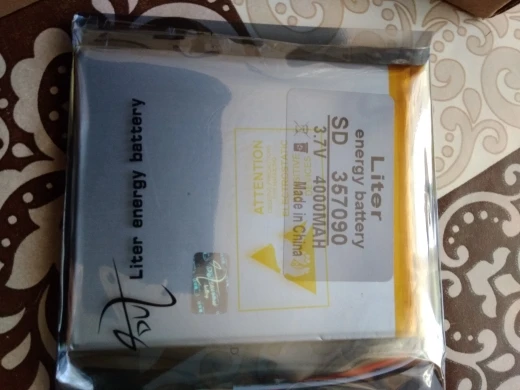 Liter
energy battery
SD 357090
3.7V 4000MAH
Made in China
ATTENTION
Liter energy battery